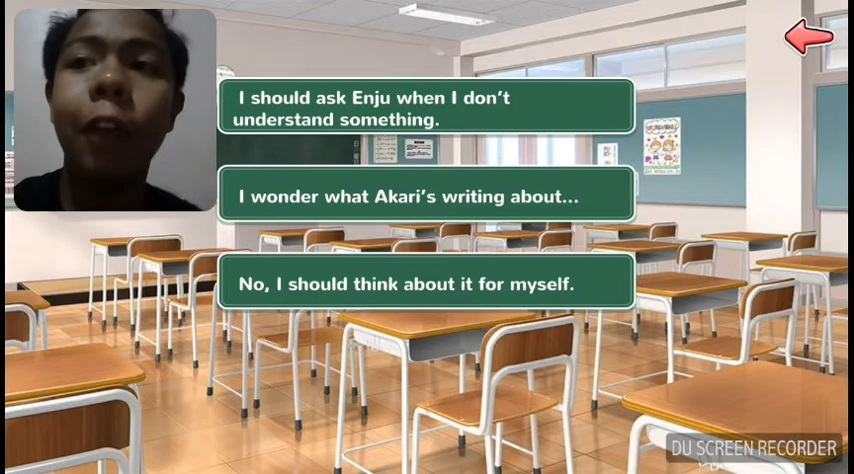 I should ask Enju when I don't
understand something.
I wonder what Akari's writing about...
No, I should think about it for myself.
DU SCREEN RECORDER